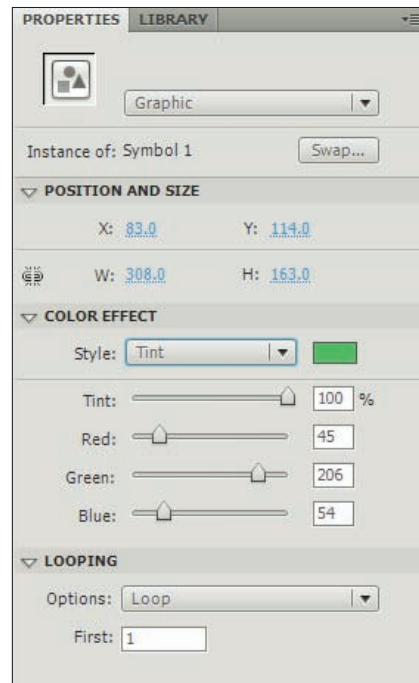 PROPERTIES LIBRARY
Graphic
Instance of: Symbol 1 Swap...
POSITION AND SIZE
X: 83.0 Y: 114.0
W: 308.0 H: 163.0
COLOR EFFECT
Style: Tint
Tint: 100 %
Red: 45
Green: 206
Blue: 54
LOOPING
Options: Loop
First: 1